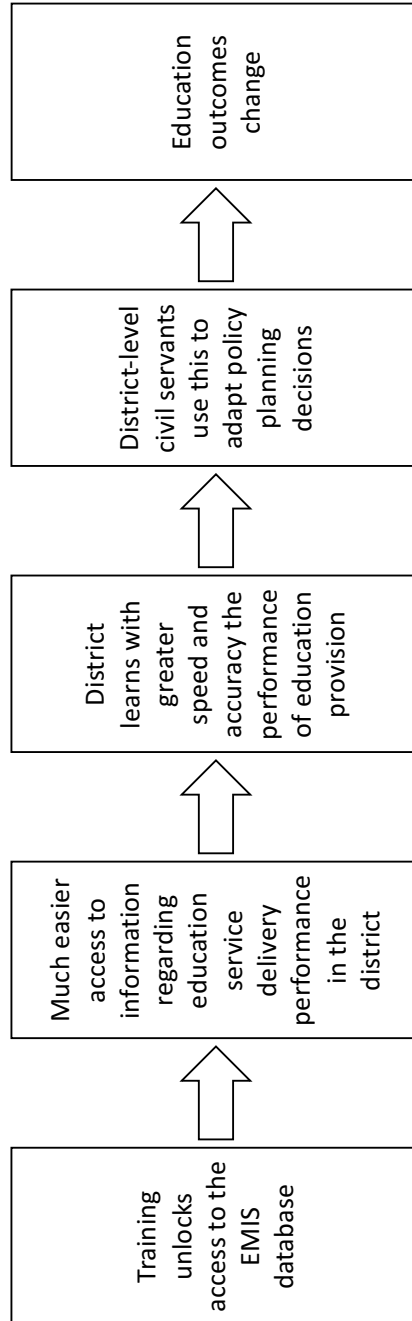 Training
unlocks
access to the
EMIS
database
Much easier
access to
information
regarding
education
service
delivery
performance
in the
district
District
learns with
greater
speed and
accuracy the
performance
of education
provision
District-level
civil servants
use this to
adapt policy
planning
decisions
Education
outcomes
change